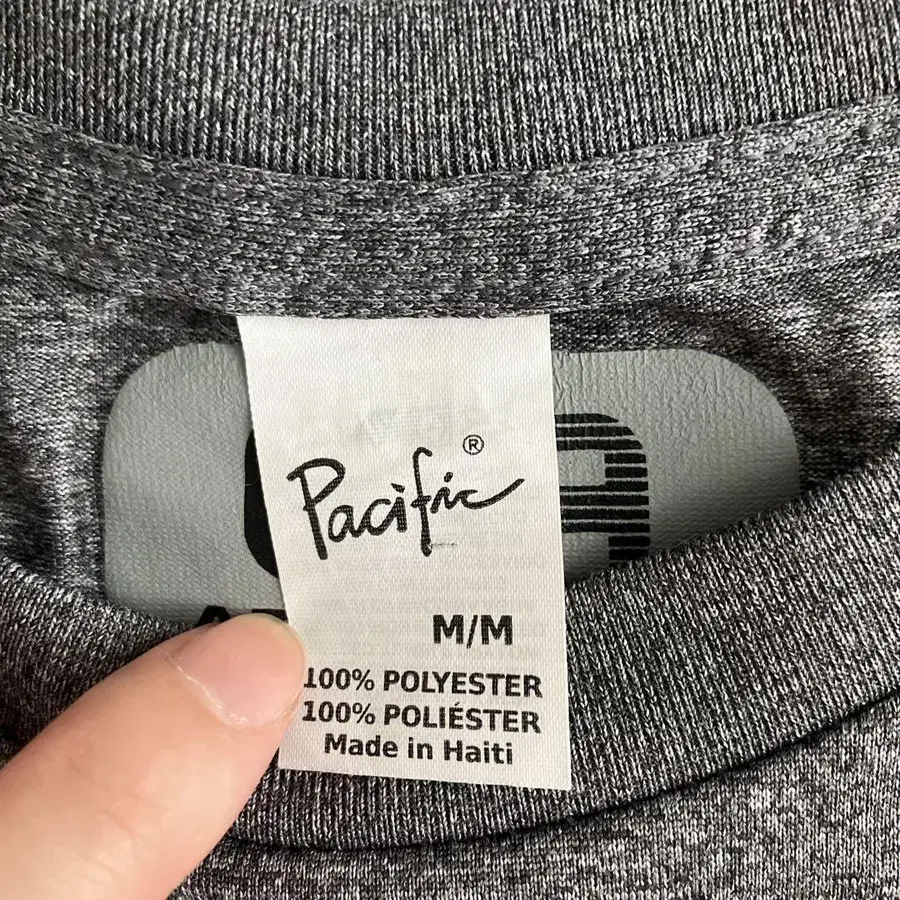 Pacific®
M/M
100% POLYESTER
100% POLIÉSTER
Made in Haiti